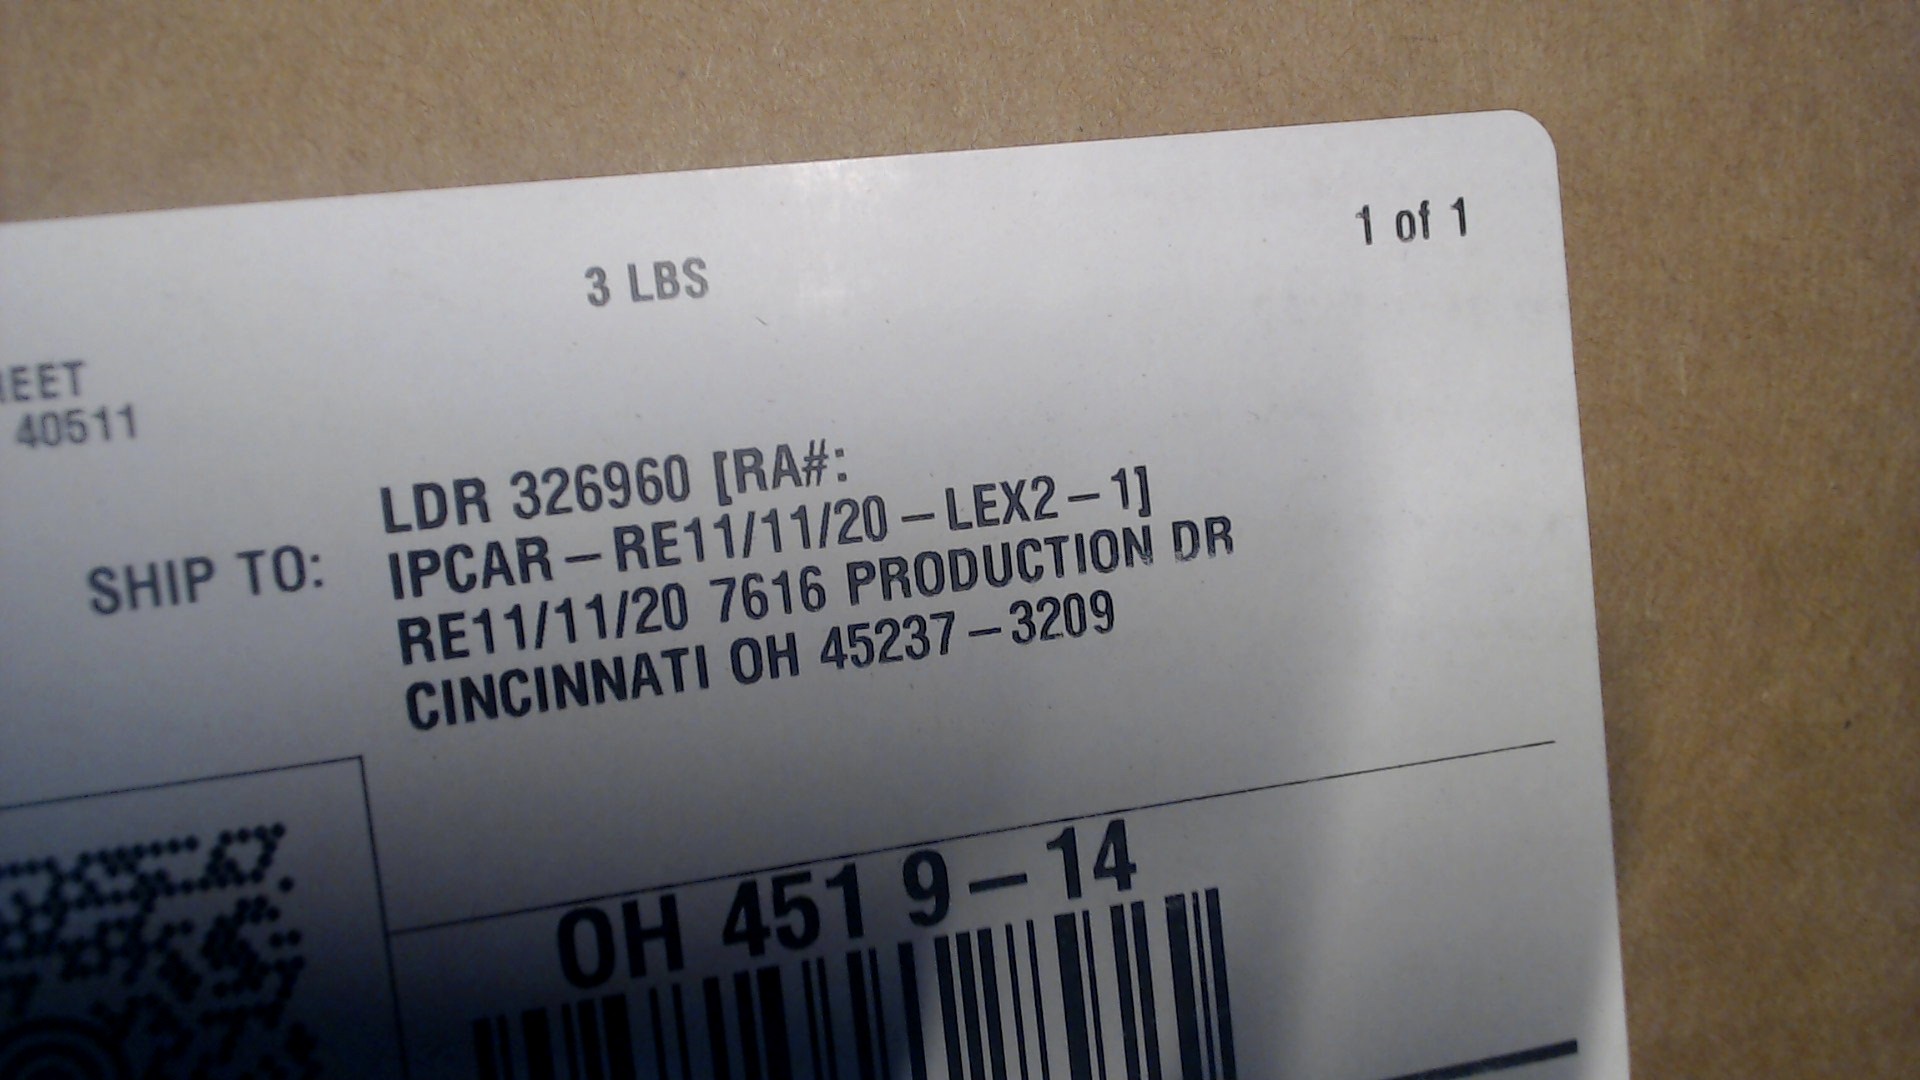 1 of 1
3 LBS
40511
SHIP TO:
LDR 326960 [RA#:
IPCAR–RE11/11/20–LEX2–1]
RE11/11/20 7616 PRODUCTION DR
CINCINNATI OH 45237–3209
OH 451 9–14